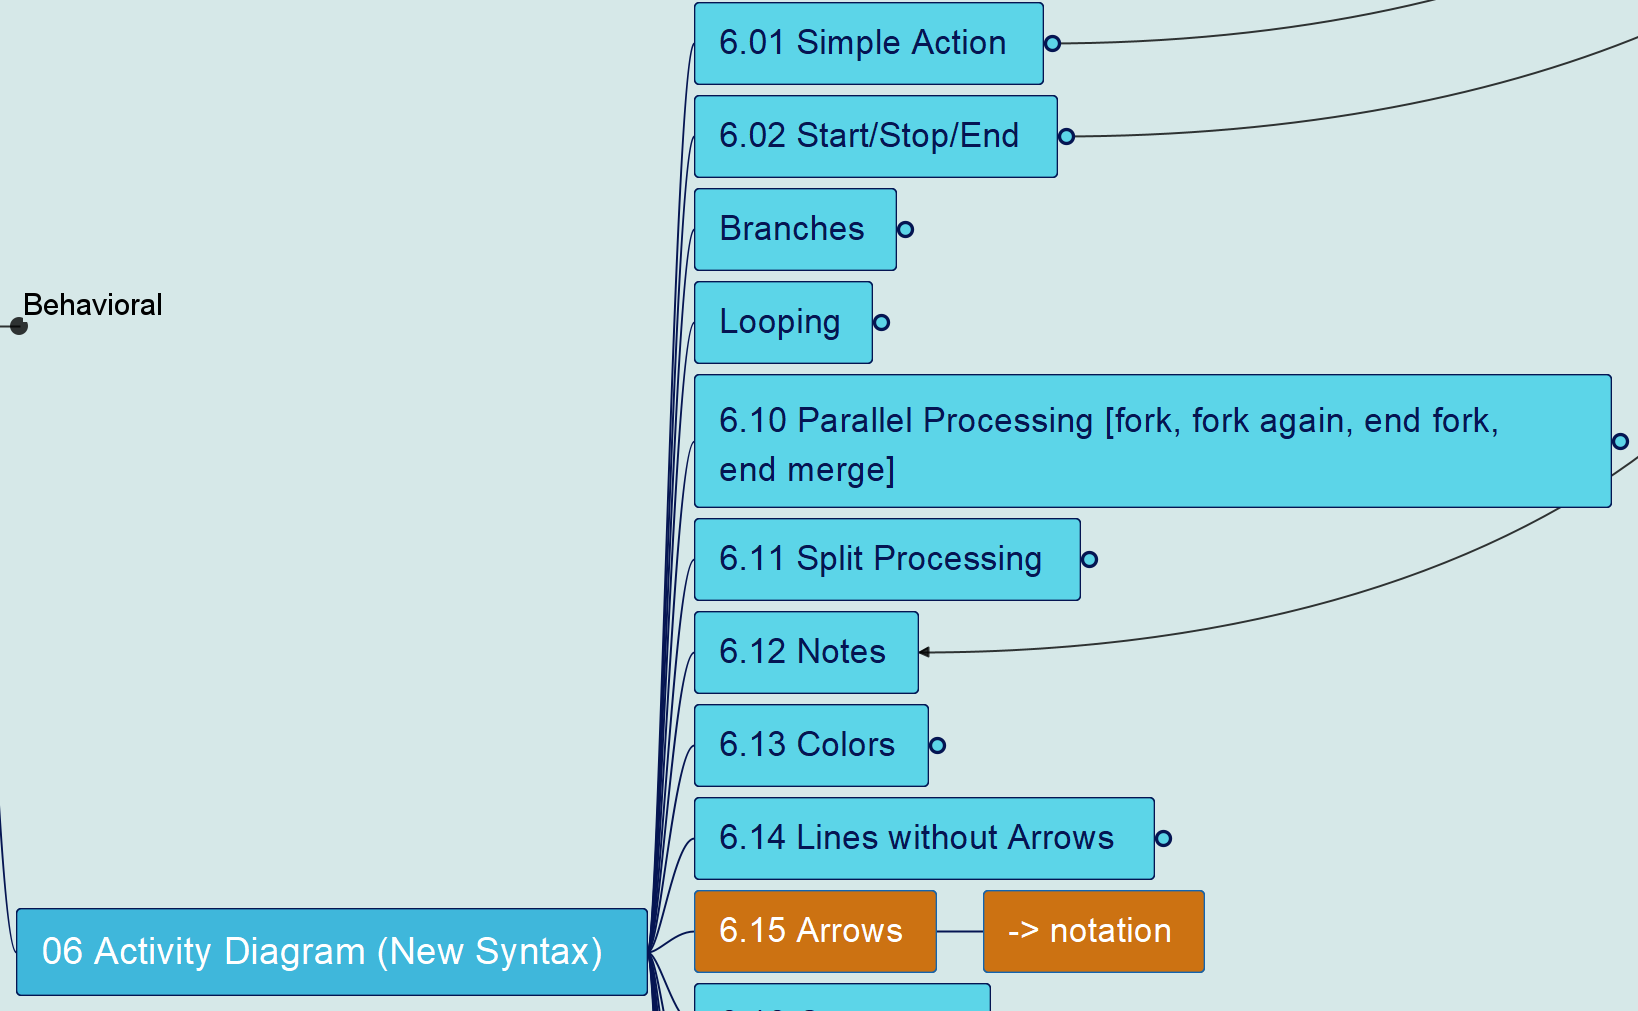 6.01 Simple Action
6.02 Start/Stop/End
Branches
Looping
Behavioral
6.10 Parallel Processing [fork, fork again, end fork,
end merge]
6.11 Split Processing
6.12 Notes
6.13 Colors
6.14 Lines without Arrows
6.15 Arrows
-> notation
06 Activity Diagram (New Syntax)